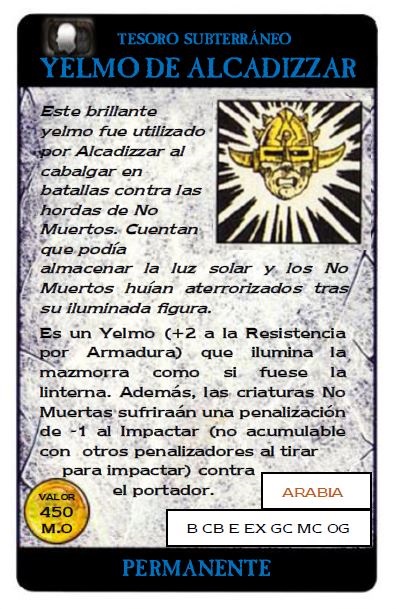 TESORO SUBTERRÁNEO
YELMO DE ALCADIZZAR
Este brillante
yelmo fue utilizado
por Alcadizzar al
cabalgar en
batallas contra las
hordas de No
Muertos. Cuentan
que podía
almacenar la luz solar y los No
Muertos huían aterrorizados tras
su iluminada figura.
Es un Yelmo (+2 a la Resistencia
por Armadura) que ilumina la
mazmorra como si fuese la
linterna. Además, las criaturas No
Muertas sufriraán una penalización
de -1 al Impactar (no acumulable
con otros penalizadores al tirar
para impactar) contra
el portador.
VALOR
450
M.O
ARABIA
B CB E EX GC MC OG
PERMANENTE